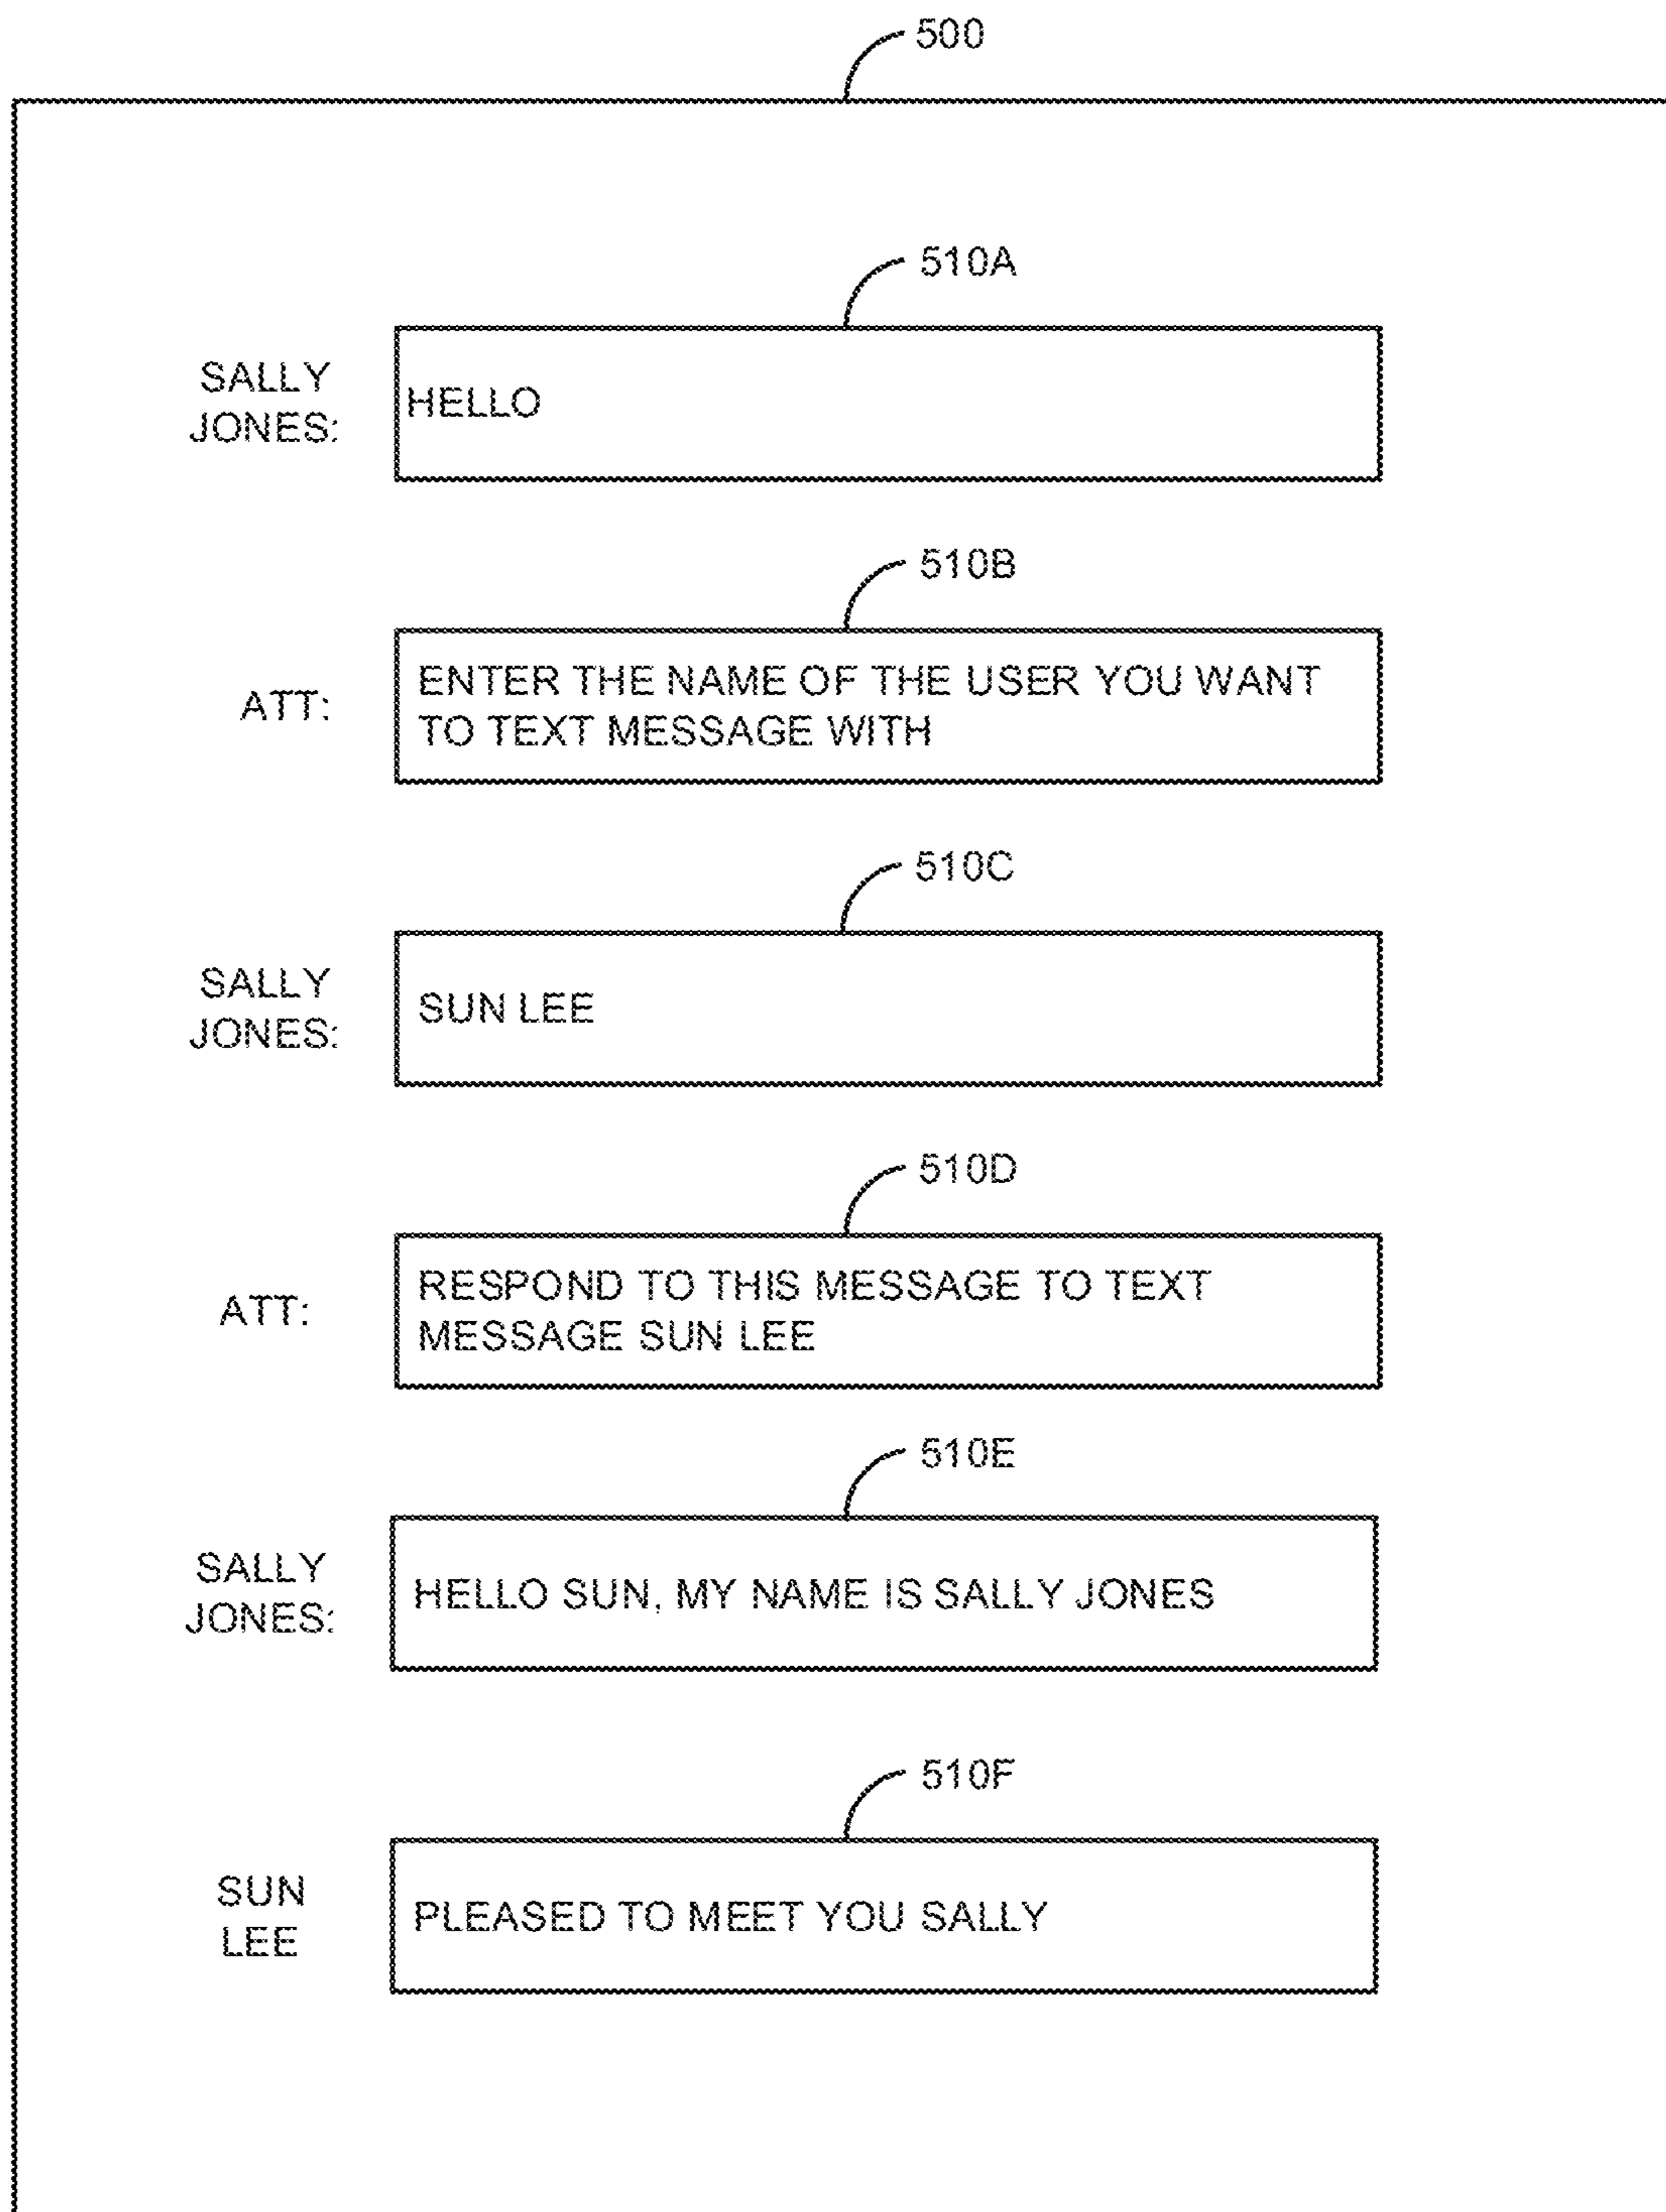 500
510A
SALLY
JONES:
HELLO
510B
ATT:
ENTER THE NAME OF THE USER YOU WANT
TO TEXT MESSAGE WITH
510C
SALLY
JONES:
SUN LEE
510D
ATT:
RESPOND TO THIS MESSAGE TO TEXT
MESSAGE SUN LEE
510E
SALLY
JONES:
HELLO SUN, MY NAME IS SALLY JONES
510F
SUN
LEE
PLEASED TO MEET YOU SALLY